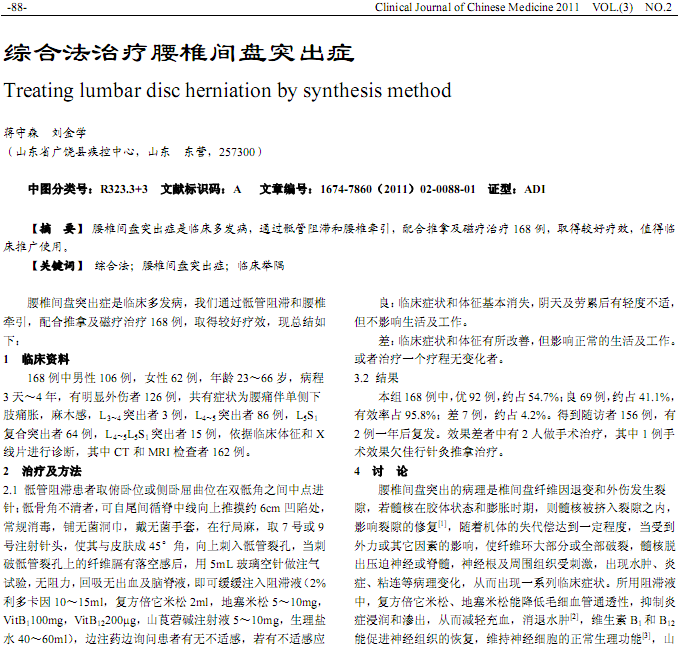 -88- Clinical Journal of Chinese Medicine 2011 VOL.(3) NO.2
综合法治疗腰椎间盘突出症
Treating lumbar disc herniation by synthesis method
蒋守森 刘金学
（山东省广饶县疾控中心，山东 东营，257300）
中图分类号：R323.3+3 文献标识码：A 文章编号：1674-7860（2011）02-0088-01 证型：ADI
【摘 要】腰椎间盘突出症是临床多发病，通过骶管阻滞和腰椎牵引，配合推拿及磁疗治疗 168 例，取得较好疗效，值得临
床推广使用。
【关键词】综合法；腰椎间盘突出症；临床举隅
腰椎间盘突出症是临床多发病，我们通过骶管阻滞和腰椎
牵引，配合推拿及磁疗治疗 168 例，取得较好疗效，现总结如
下：
1 临床资料
168 例中男性 106 例，女性 62 例，年龄 23～66 岁，病程
3 天～4 年，有明显外伤者 126 例，共有症状为腰痛伴单侧下
肢痛胀，麻木感，L3~4 突出者 3 例，L4~5 突出者 86 例，L5S1
复合突出者 64 例，L4~5L5S1 突出者 15 例，依据临床体征和 X
线片进行诊断，其中 CT 和 MRI 检查者 162 例。
2 治疗及方法
2.1 骶管阻滞患者取俯卧位或侧卧屈曲位在双骶角之间中点进
针；骶骨角不清者，可自尾间循脊中线向上推摸约 6cm 凹陷处，
常规消毒，铺无菌洞巾，戴无菌手套，在行局麻，取 7 号或 9
号注射针头，使其与皮肤成 45°角，向上刺入骶管裂孔，当刺
破骶管裂孔上的纤维膈有落空感后，用 5mL 玻璃空针做注气
试验，无阻力，回吸无出血及脑脊液，即可缓缓注入阻滞液（2%
利多卡因 10～15ml，复方倍它米松 2ml，地塞米松 5～10mg，
VitB1100mg，VitB12200μg，山莨菪碱注射液 5～10mg，生理盐
水 40～60ml），边注药边询问患者有无不适感，若有不适感应
良：临床症状和体征基本消失，阴天及劳累后有轻度不适，
但不影响生活及工作。
差：临床症状和体征有所改善，但影响正常的生活及工作。
或者治疗一个疗程无变化者。
3.2 结果
本组 168 例中，优 92 例，约占 54.7%；良 69 例，约占 41.1%，
有效率占 95.8%；差 7 例，约占 4.2%。得到随访者 156 例，有
2 例一年后复发。效果差者中有 2 人做手术治疗，其中 1 例手
术效果欠佳行针灸推拿治疗。
4 讨 论
腰椎间盘突出的病理是椎间盘纤维因退变和外伤发生裂
隙，若髓核在胶体状态和膨胀时期，则髓核被挤入裂隙之内，
影响裂隙的修复[1]，随着机体的失代偿达到一定程度，当受到
外力或其它因素的影响，使纤维环大部分或全部破裂，髓核脱
出压迫神经或脊髓，神经根及周围组织受刺激，出现水肿、炎
症、粘连等病理变化，从而出现一系列临床症状。所用阻滞液
中，复方倍它米松、地塞米松能降低毛细血管通透性，抑制炎
症浸润和渗出，从而减轻充血，消退水肿[2]，维生素 B1 和 B12
能促进神经组织的恢复，维持神经细胞的正常生理功能[3]，山